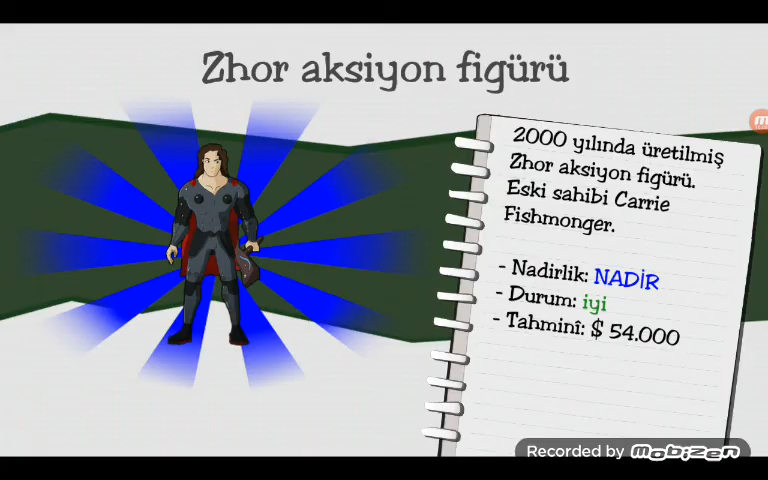 Zhor aksiyon figürü
2000 yılında üretilmiş
Zhor aksiyon figürü.
Eski sahibi Carrie
Fishmonger.
- Nadirlik: NADİR
- Durum: iyi
- Tahminî: $ 54.000
Recorded by mobizen